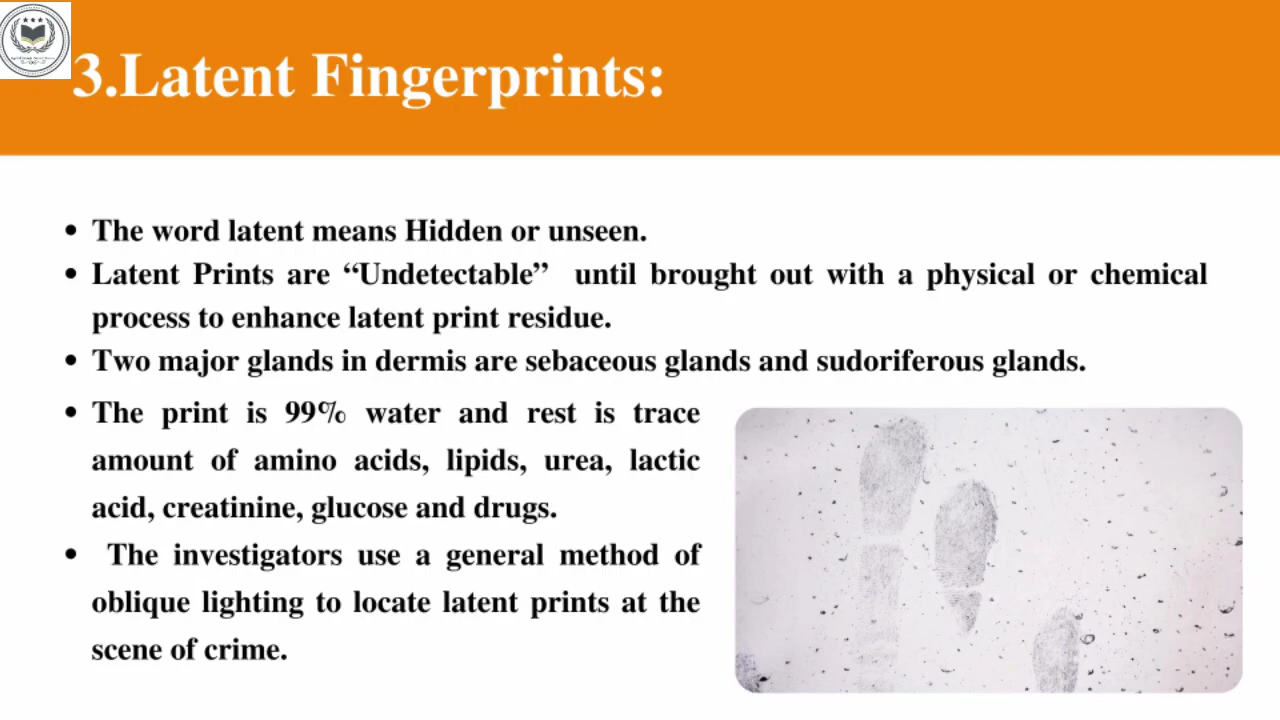 3.Latent Fingerprints:
• The word latent means Hidden or unseen.
• Latent Prints are “Undetectable” until brought out with a physical or chemical
process to enhance latent print residue.
• Two major glands in dermis are sebaceous glands and sudoriferous glands.
• The print is 99% water and rest is trace
amount of amino acids, lipids, urea, lactic
acid, creatinine, glucose and drugs.
• The investigators use a general method of
oblique lighting to locate latent prints at the
scene of crime.